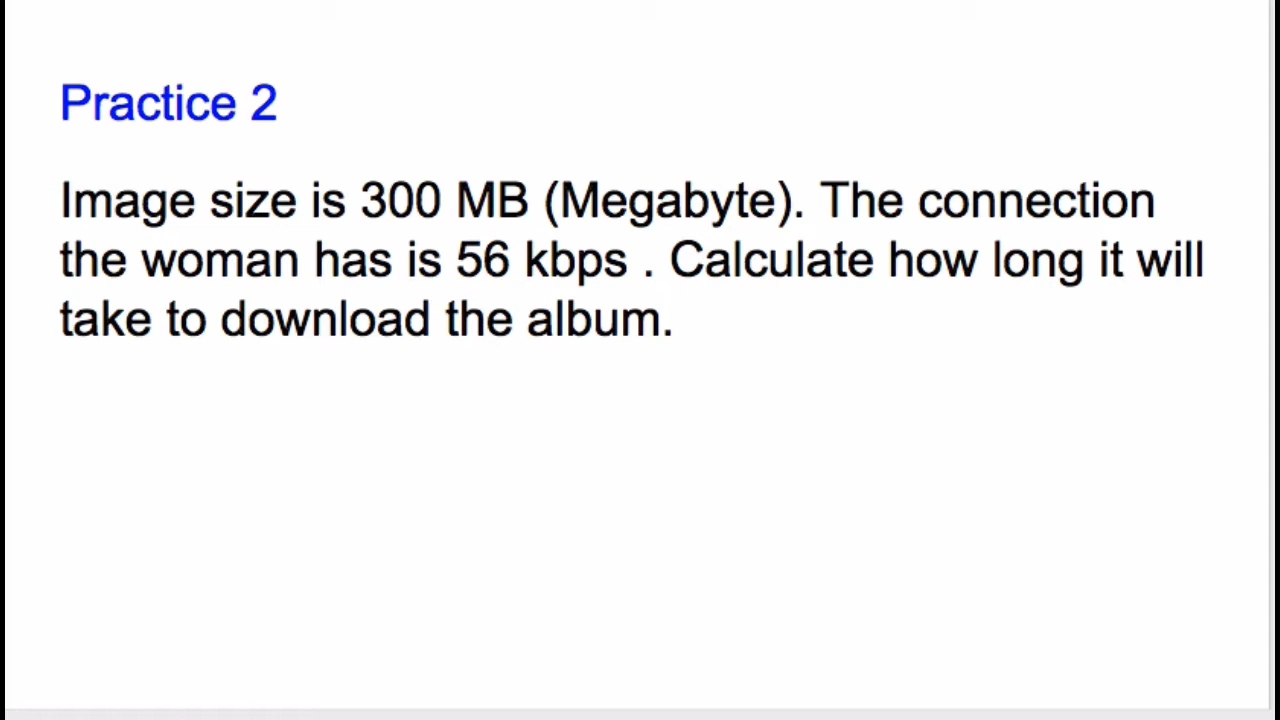 Practice 2
Image size is 300 MB (Megabyte). The connection
the woman has is 56 kbps . Calculate how long it will
take to download the album.